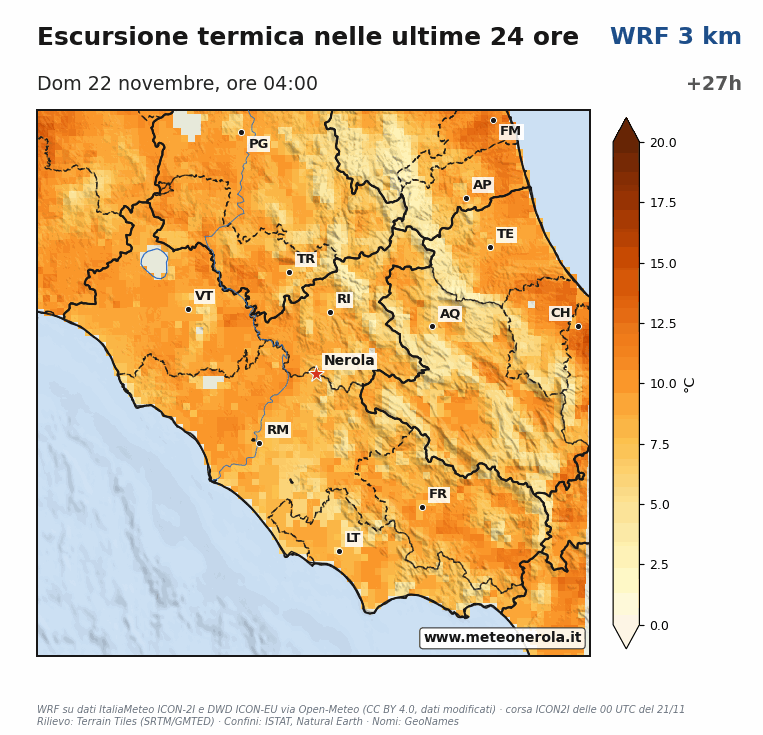 Escursione termica nelle ultime 24 ore
WRF 3 km
Dom 22 novembre, ore 04:00
+27h
FM
PG
AP
TE
TR
VT
RI
AQ
CH
Nerola
RM
FR
LT
www.meteonerola.it
20.0
17.5
15.0
12.5
10.0
7.5
5.0
2.5
0.0
°C
WRF su dati ItaliaMeteo ICON-2I e DWD ICON-EU via Open-Meteo (CC BY 4.0, dati modificati) · corsa ICON2I delle 00 UTC del 21/11
Rilievo: Terrain Tiles (SRTM/GMTED) · Confini: ISTAT, Natural Earth · Nomi: GeoNames